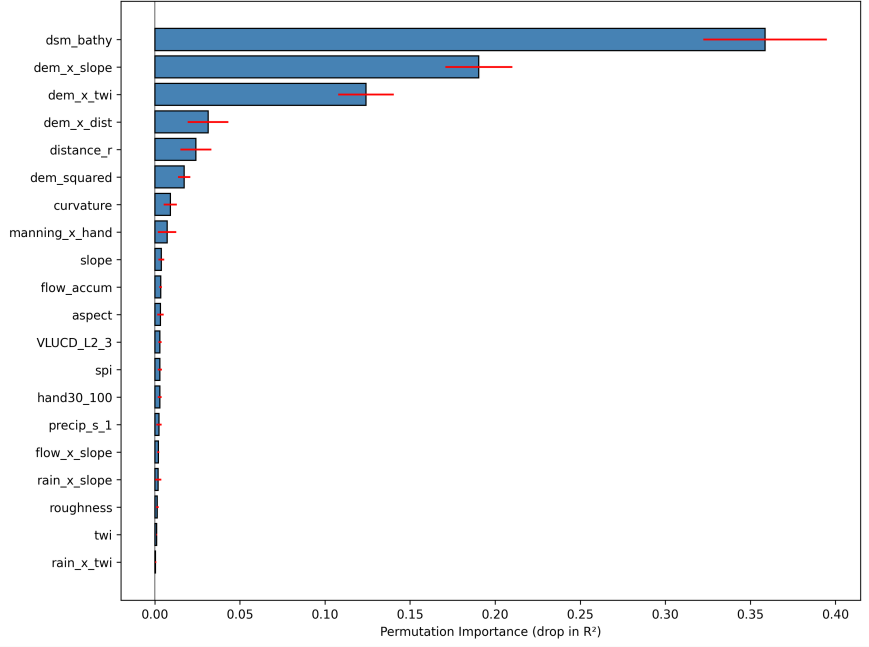 dsm_bathy
dem_x_slope
dem_x_twi
dem_x_dist
distance_r
dem_squared
curvature
manning_x_hand
slope
flow_accum
aspect
VLUCD_L2_3
spi
hand30_100
precip_s_1
flow_x_slope
rain_x_slope
roughness
twi
rain_x_twi
0.00 0.05 0.10 0.15 0.20 0.25 0.30 0.35 0.40
Permutation Importance (drop in R²)